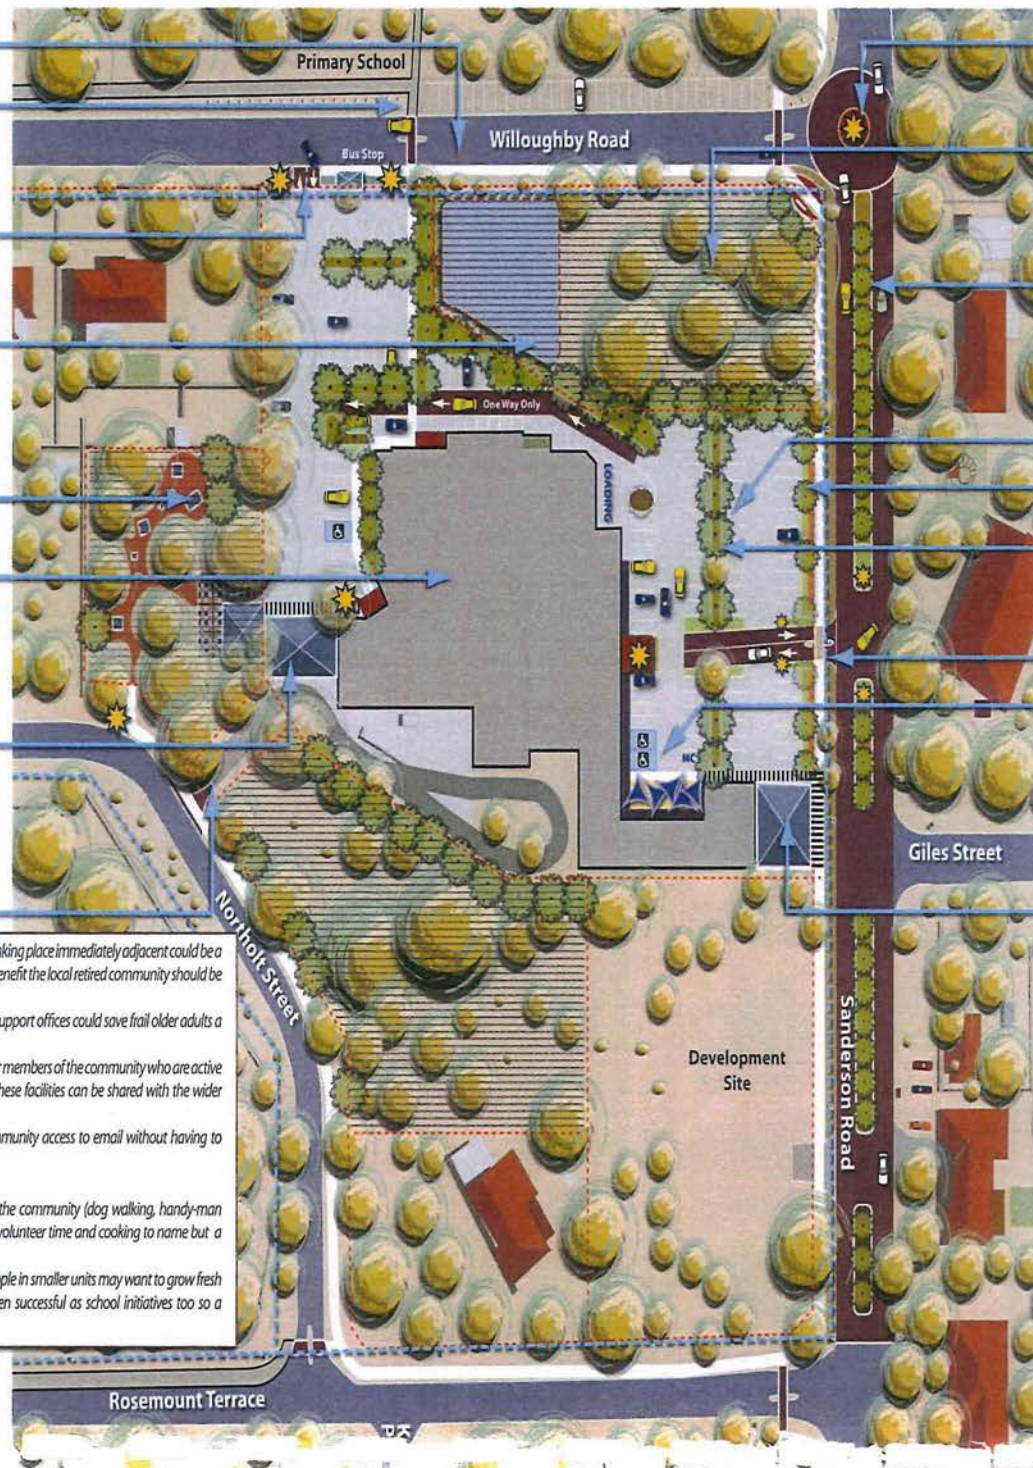 Primary School
Willoughby Road
Bus Stop
One Way Only
LOADING
MC
Giles Street
Northolt Street
Sanderson Road
Development
Site
Rosemount Terrace
aking place immediately adjacent could be a
enefit the local retired community should be
upport offices could save frail older adults a
r members of the community who are active
hese facilities can be shared with the wider
mmunity access to email without having to
the community (dog walking, handy-man
volunteer time and cooking to name but a
ple in smaller units may want to grow fresh
en successful as school initiatives too so a